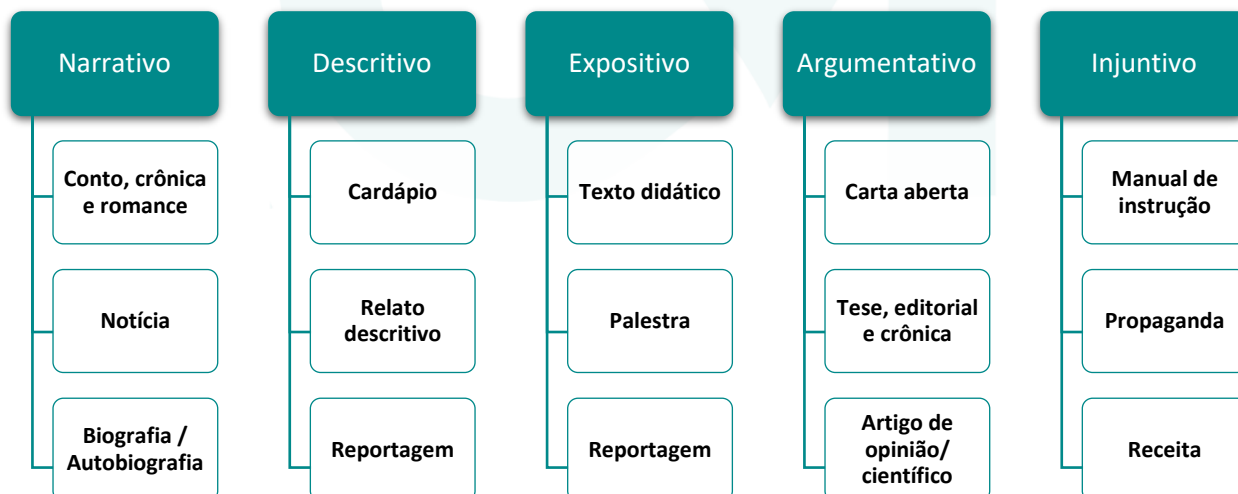 Narrativo
Conto, crônica
e romance
Notícia
Biografia /
Autobiografia
Descritivo
Cardápio
Relato
descritivo
Reportagem
Expositivo
Texto didático
Palestra
Reportagem
Argumentativo
Carta aberta
Tese, editorial
e crônica
Artigo de
opinião/
científico
Injuntivo
Manual de
instrução
Propaganda
Receita